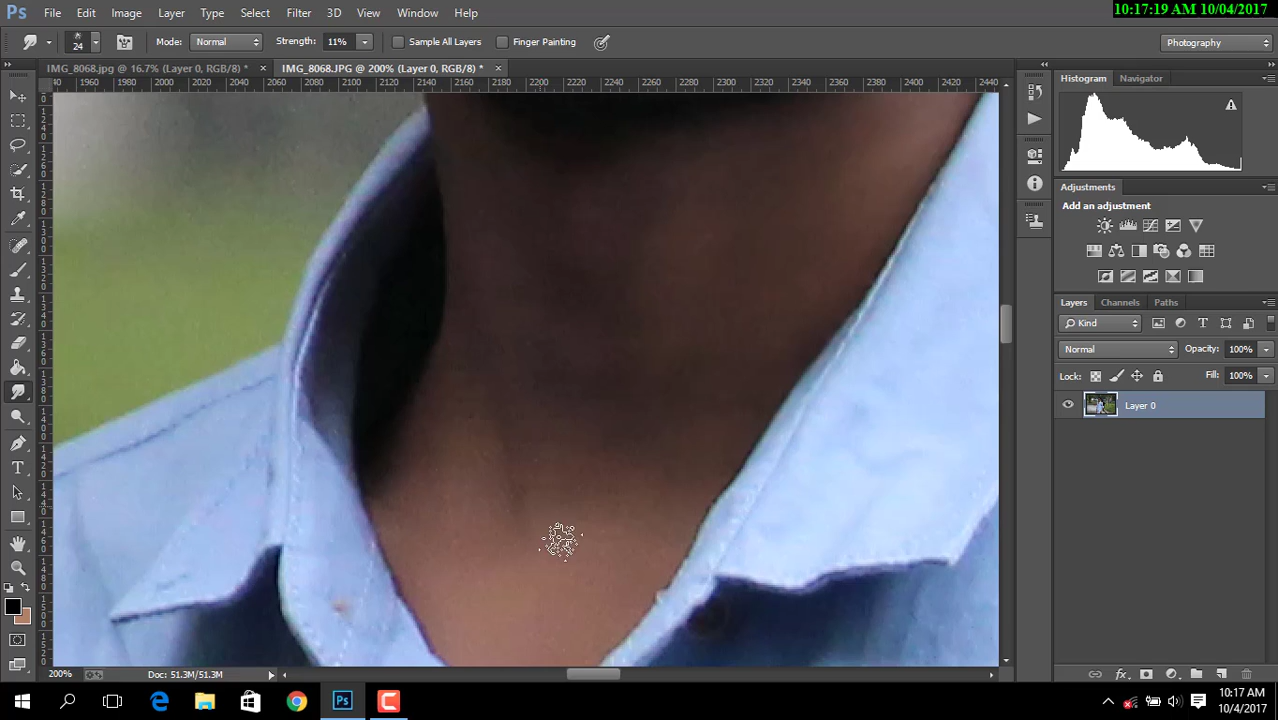 10:17:19 AM 10/04/2017
Ps File Edit Image Layer Type Select Filter 3D View Window Help
24 Mode: Normal Strength: 11% Sample All Layers Finger Painting Photography
IMG_8068.jpg @ 16.7% (Layer 0, RGB/8) * × IMG_8068.JPG @ 200% (Layer 0, RGB/8) * ×
1960 1980 2000 2020 2040 2060 2080 2100 2120 2140 2160 2180 2200 2220 2240 2260 2280 2300 2320 2340 2360 2380 2400 2420 2440
Histogram Navigator
Adjustments
Add an adjustment
Layers Channels Paths
Kind
Normal Opacity: 100%
Lock: Fill: 100%
Layer 0
fx
200% Doc: 51.3M/51.3M
Ps 10:17 AM
10/4/2017